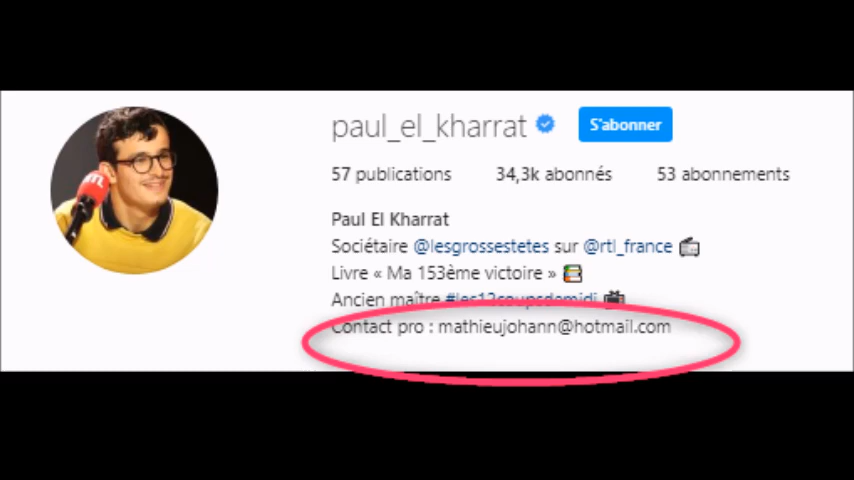 paul_el_kharrat S'abonner
57 publications 34,3k abonnés 53 abonnements
Paul El Kharrat
Sociétaire @lesgrossestetes sur @rtl_france
Livre « Ma 153ème victoire »
Ancien maître #les12coupsdemidi
Contact pro : mathieujohann@hotmail.com